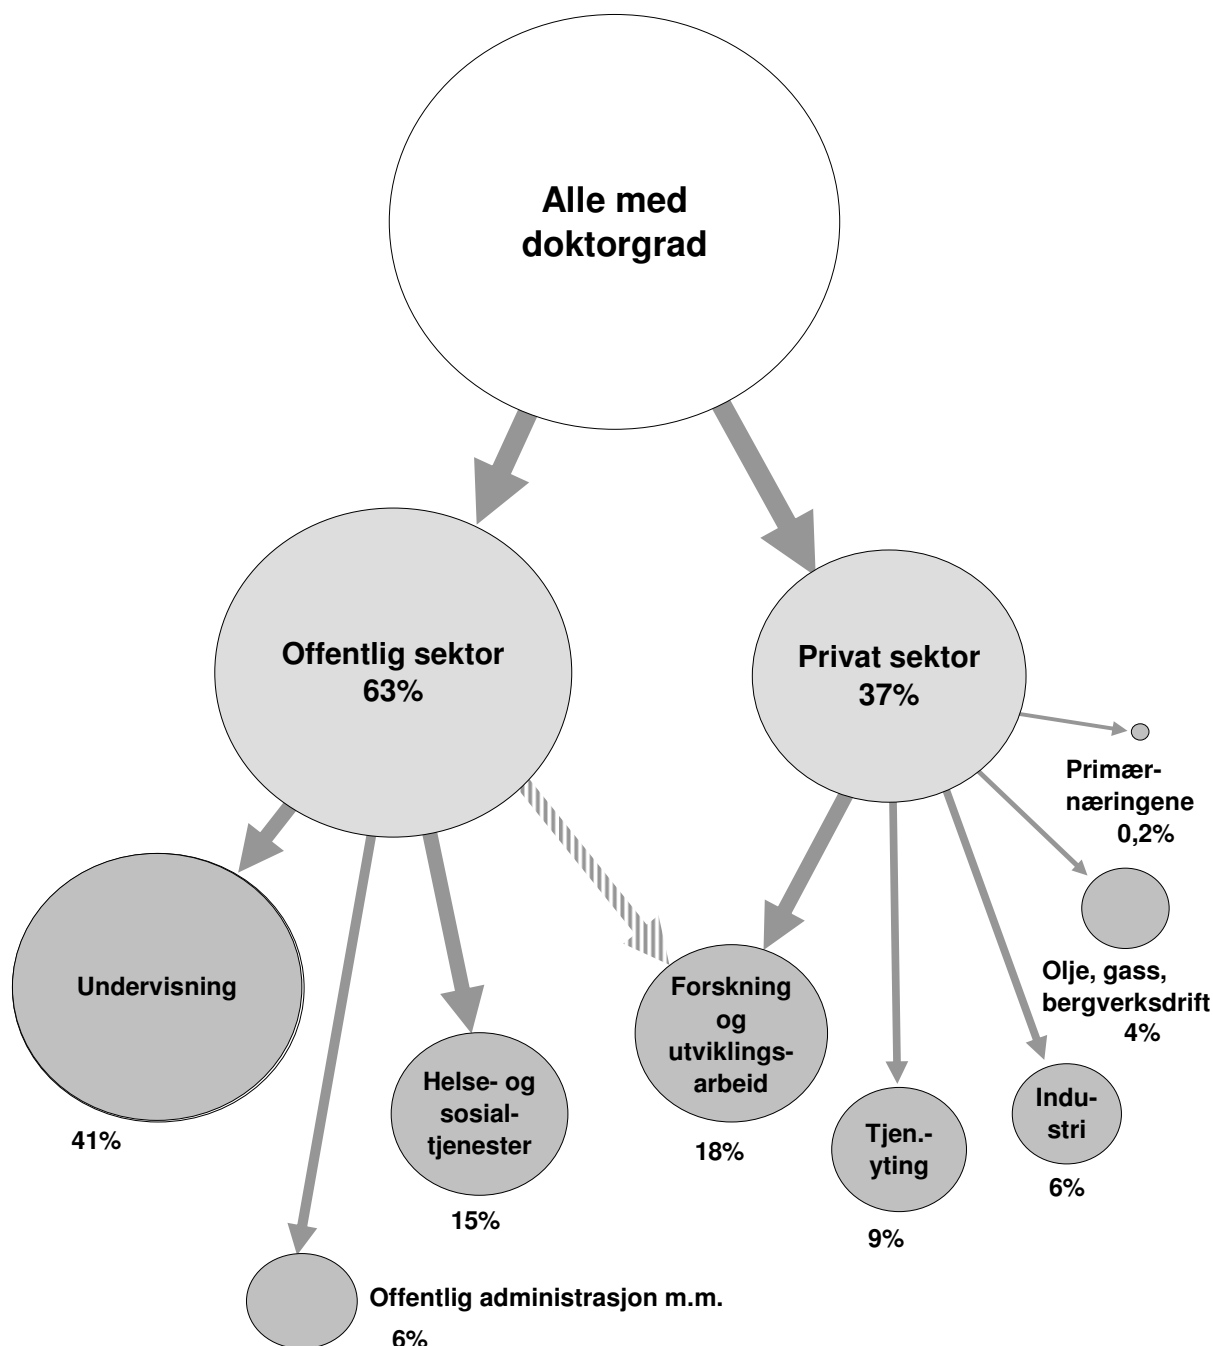 Alle med
doktorgrad
Offentlig sektor
63%
Privat sektor
37%
Primær-
næringene
0,2%
Olje, gass,
bergverksdrift
4%
Undervisning
41%
Helse- og
sosial-
tjenester
15%
Forskning
og
utviklings-
arbeid
18%
Tjen.-
yting
9%
Indu-
stri
6%
Offentlig administrasjon m.m.
6%